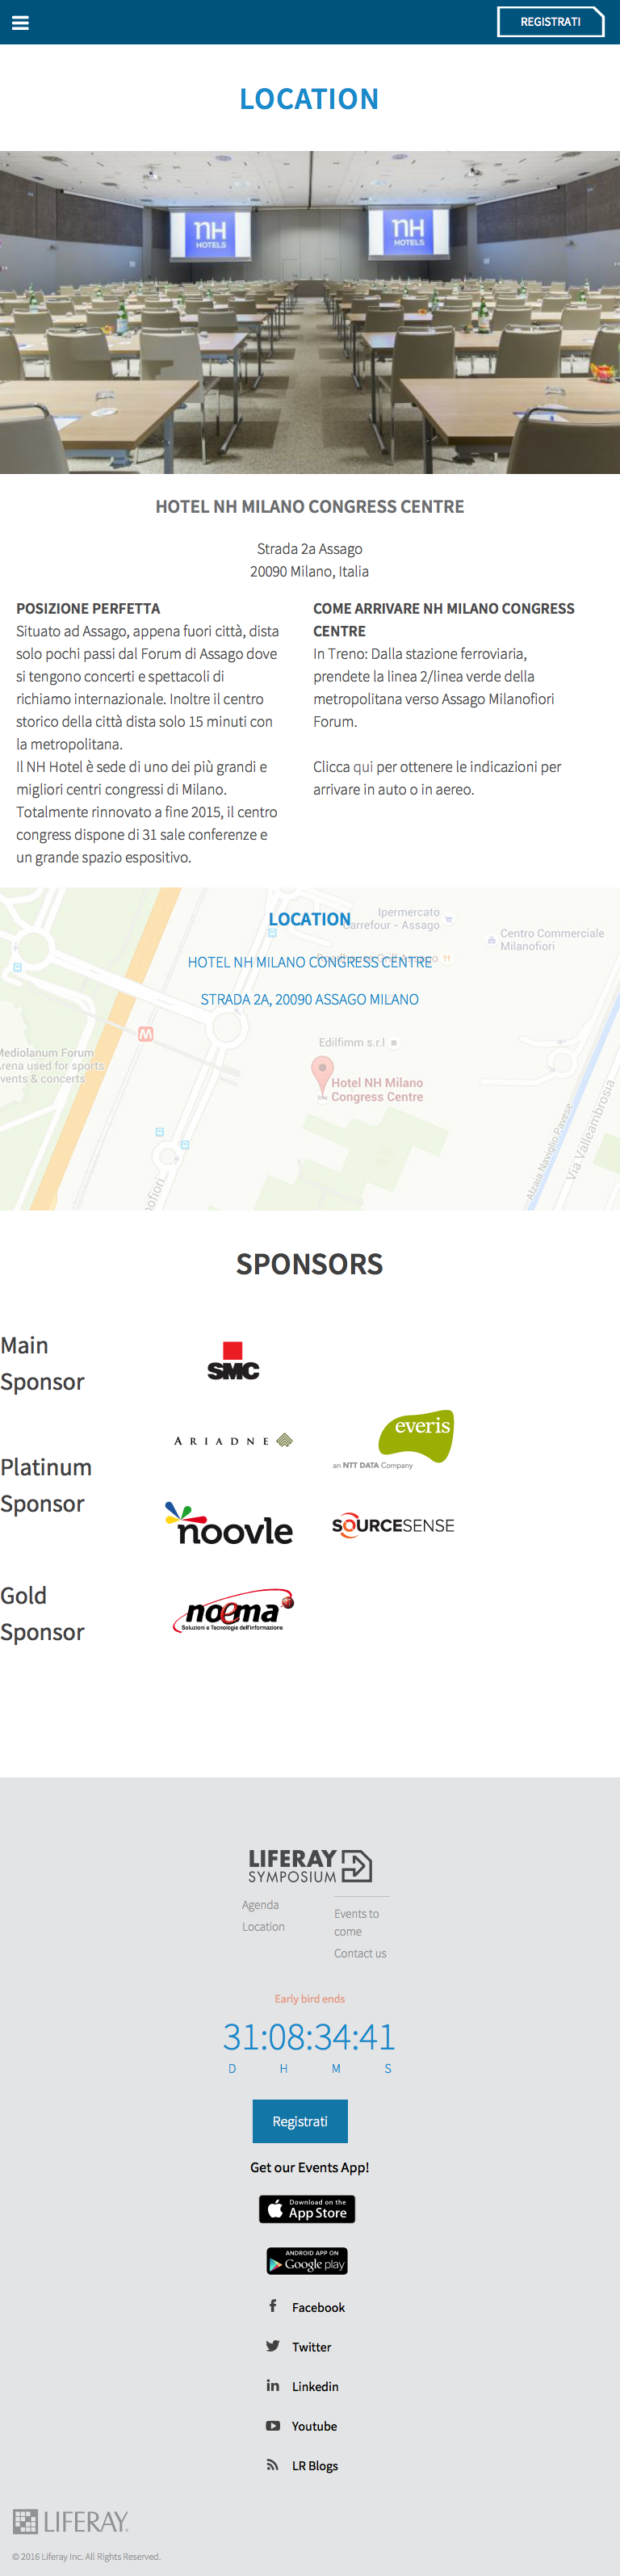 REGISTRATI
LOCATION
NH
HOTELS
NH
HOTELS
HOTEL NH MILANO CONGRESS CENTRE
Strada 2a Assago
20090 Milano, Italia
POSIZIONE PERFETTA
Situato ad Assago, appena fuori città, dista
solo pochi passi dal Forum di Assago dove
si tengono concerti e spettacoli di
richiamo internazionale. Inoltre il centro
storico della città dista solo 15 minuti con
la metropolitana.
Il NH Hotel è sede di uno dei più grandi e
migliori centri congressi di Milano.
Totalmente rinnovato a fine 2015, il centro
congress dispone di 31 sale conferenze e
un grande spazio espositivo.
COME ARRIVARE NH MILANO CONGRESS
CENTRE
In Treno: Dalla stazione ferroviaria,
prendete la linea 2/linea verde della
metropolitana verso Assago Milanofiori
Forum.
Clicca qui per ottenere le indicazioni per
arrivare in auto o in aereo.
LOCATION
HOTEL NH MILANO CONGRESS CENTRE
STRADA 2A, 20090 ASSAGO MILANO
Ipermercato
Carrefour - Assago
Centro Commerciale
Milanofiori
M
Edilfimm s.r.l
Mediolanum Forum
Arena used for sports
events & concerts
Hotel NH Milano
Congress Centre
Alzaia Naviglio Pavese
Via Valleambrosia
nofiori
SPONSORS
Main
Sponsor
SMC
Platinum
Sponsor
ARIADNE
everis
an NTT DATA Company
noovle
SOURCESENSE
Gold
Sponsor
noema
Soluzioni e Tecnologie dell'informazione
LIFERAY
SYMPOSIUM
Agenda
Location
Events to
come
Contact us
Early bird ends
31:08:34:41
D H M S
Registrati
Get our Events App!
Download on the
App Store
ANDROID APP ON
Google play
Facebook
Twitter
Linkedin
Youtube
LR Blogs
LIFERAY.
© 2016 Liferay Inc. All Rights Reserved.